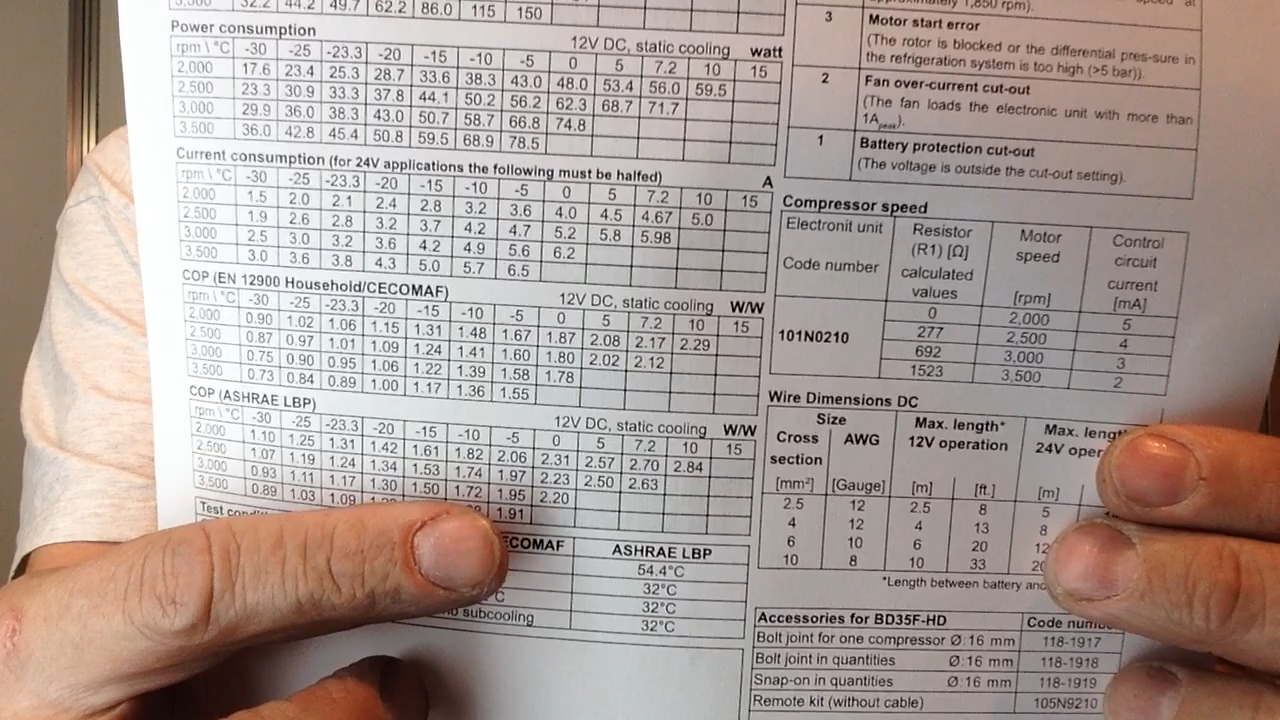 3,500 32.2 44.2 49.7 62.2 86.0 115 150
Power consumption 12V DC, static cooling watt
rpm \ °C -30 -25 -23.3 -20 -15 -10 -5 0 5 7.2 10 15
2,000 17.6 23.4 25.3 28.7 33.6 38.3 43.0 48.0 53.4 56.0 59.5
2,500 23.3 30.9 33.3 37.8 44.1 50.2 56.2 62.3 68.7 71.7
3,000 29.9 36.0 38.3 43.0 50.7 58.7 66.8 74.8
3.500 36.0 42.8 45.4 50.8 59.5 68.9 78.5
Current consumption (for 24V applications the following must be halfed) A
rpm \ °C -30 -25 -23.3 -20 -15 -10 -5 0 5 7.2 10 15
2,000 1.5 2.0 2.1 2.4 2.8 3.2 3.6 4.0 4.5 4.67 5.0
2,500 1.9 2.6 2.8 3.2 3.7 4.2 4.7 5.2 5.8 5.98
3,000 2.5 3.0 3.2 3.6 4.2 4.9 5.6 6.2
3.500 3.0 3.6 3.8 4.3 5.0 5.7 6.5
COP (EN 12900 Household/CECOMAF) 12V DC, static cooling W/W
rpm \ °C -30 -25 -23.3 -20 -15 -10 -5 0 5 7.2 10 15
2,000 0.90 1.02 1.06 1.15 1.31 1.48 1.67 1.87 2.08 2.17 2.29
2,500 0.87 0.97 1.01 1.09 1.24 1.41 1.60 1.80 2.02 2.12
3,000 0.75 0.90 0.95 1.06 1.22 1.39 1.58 1.78
3,500 0.73 0.84 0.89 1.00 1.17 1.36 1.55
COP (ASHRAE LBP) 12V DC, static cooling W/W
rpm \ °C -30 -25 -23.3 -20 -15 -10 -5 0 5 7.2 10 15
2,000 1.10 1.25 1.31 1.42 1.61 1.82 2.06 2.31 2.57 2.70 2.84
2,500 1.07 1.19 1.24 1.34 1.53 1.74 1.97 2.23 2.50 2.63
3,000 0.93 1.11 1.17 1.30 1.50 1.72 1.95 2.20
3,500 0.89 1.03 1.09 1.91
Test
ECOMAF ASHRAE LBP
54.4°C
32°C
°C 32°C
subcooling 32°C
1,850 rpm).
3 Motor start error
(The rotor is blocked or the differential pres-sure in
the refrigeration system is too high (>5 bar)).
2 Fan over-current cut-out
(The fan loads the electronic unit with more than
1Apeak).
1 Battery protection cut-out
(The voltage is outside the cut-out setting).
Compressor speed
Electronit unit Resistor Motor Control
(R1) [Ω] speed circuit
Code number calculated current
values [rpm] [mA]
0 2,000 5
101N0210 277 2,500 4
692 3,000 3
1523 3,500 2
Wire Dimensions DC
Size Max. length* Max.
Cross AWG 12V operation 24V
section
[mm²] [Gauge] [m] [ft.] [m]
2.5 12 2.5 8 5
4 12 4 13 8
6 10 6 20 12
10 8 10 33
*Length between battery and
Accessories for BD35F-HD Code
Bolt joint for one compressor Ø:16 mm 118-1917
Bolt joint in quantities Ø:16 mm 118-1918
Snap-on in quantities Ø:16 mm 118-1919
Remote kit (without cable) 105N9210